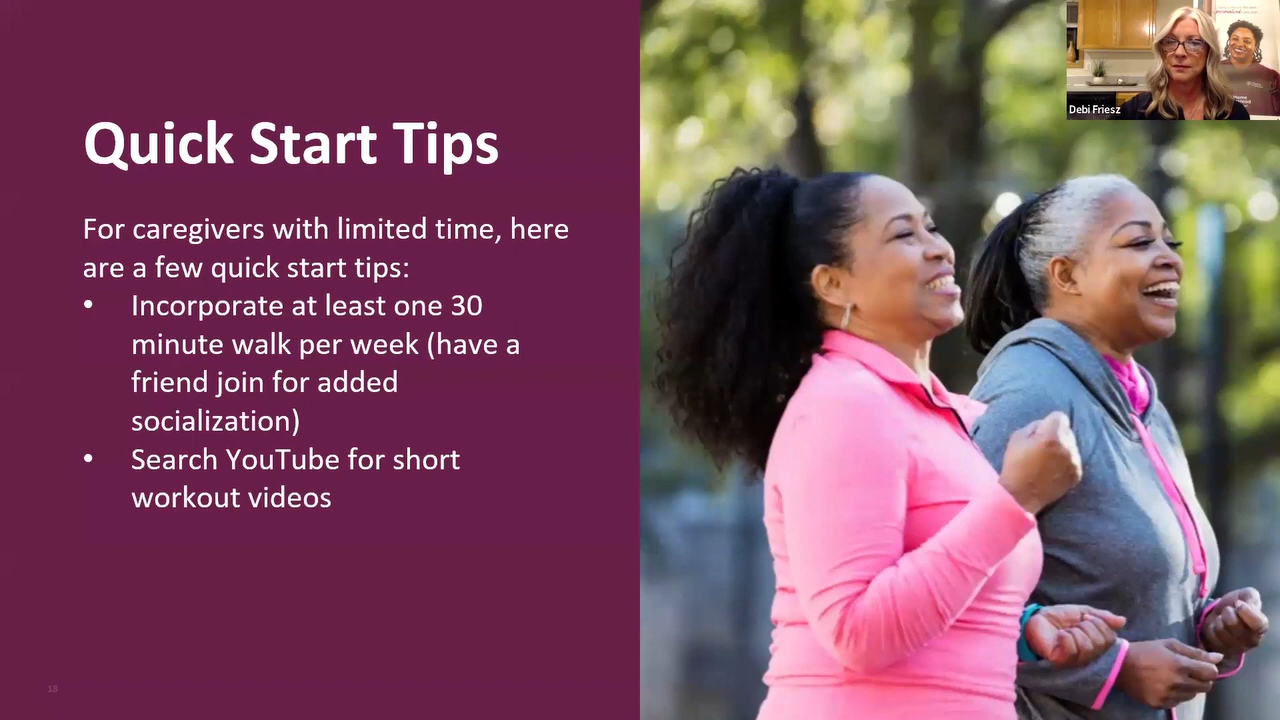 Quick Start Tips
For caregivers with limited time, here
are a few quick start tips:
• Incorporate at least one 30
minute walk per week (have a
friend join for added
socialization)
• Search YouTube for short
workout videos
18
Debi Friesz